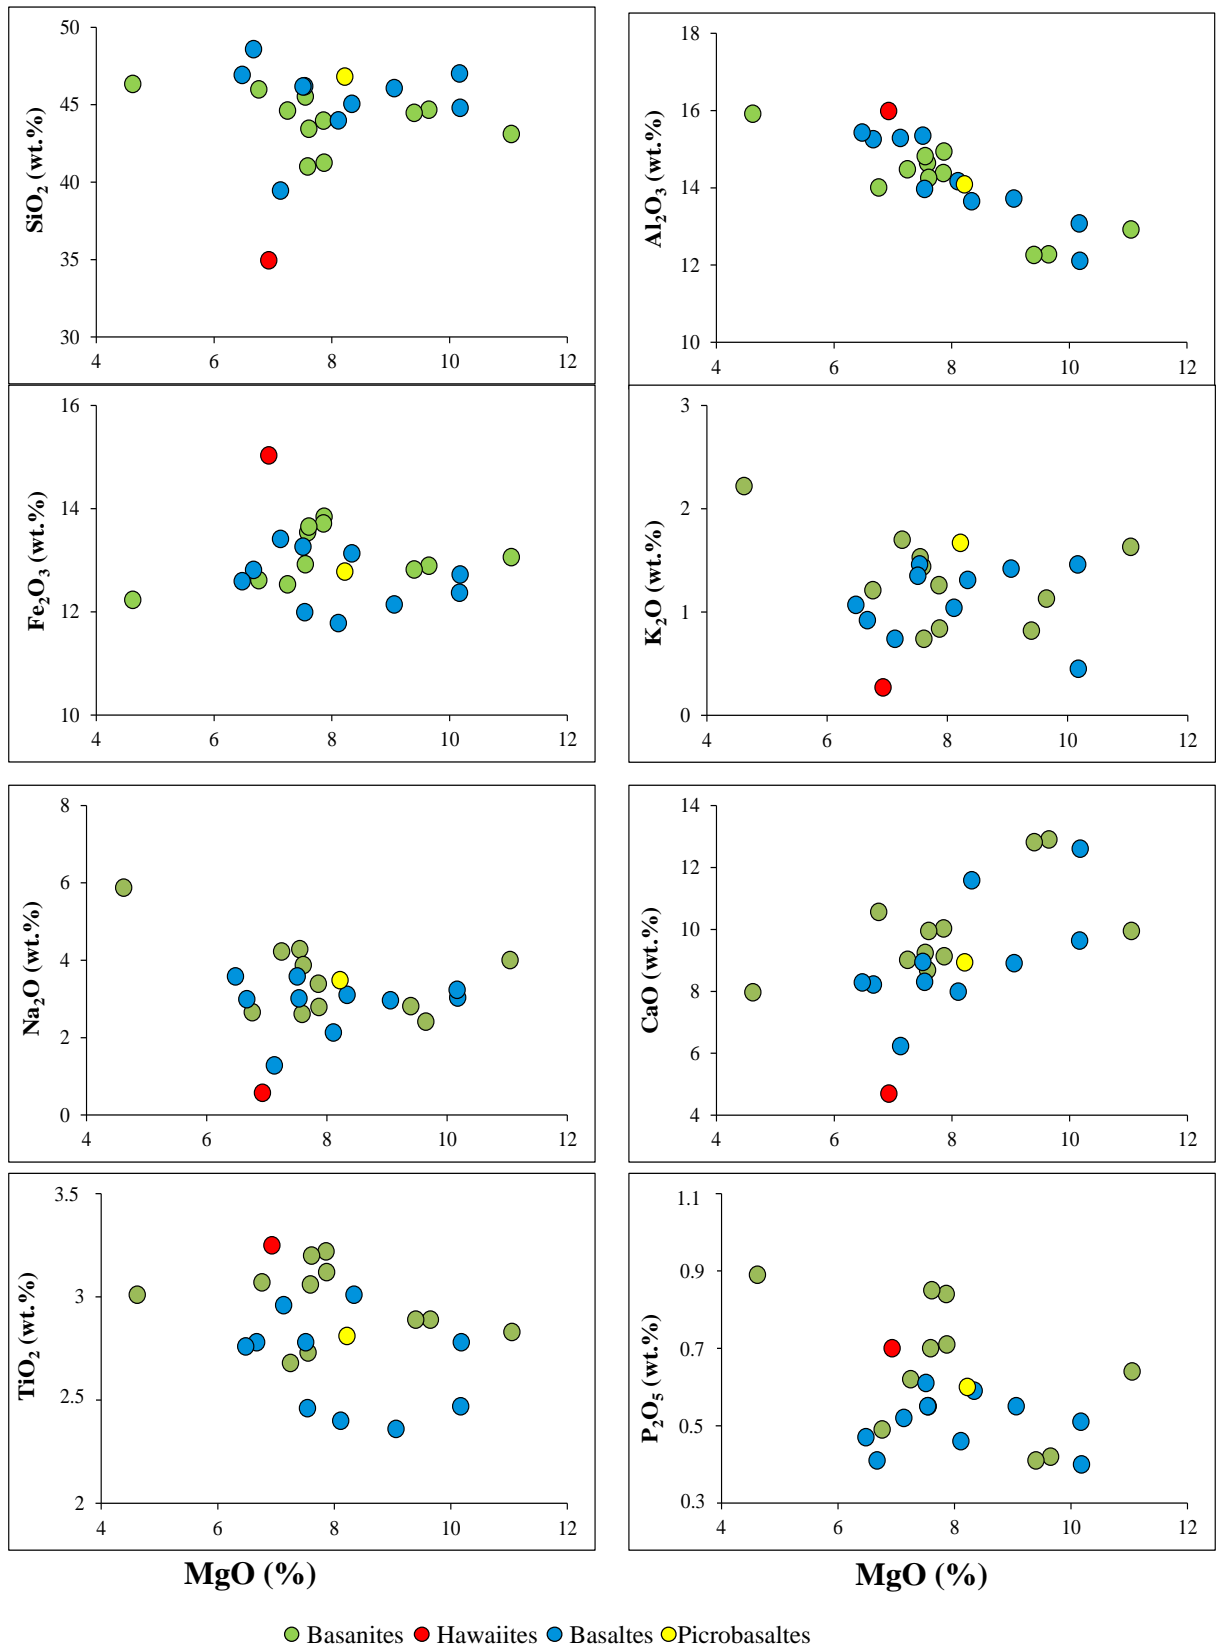 SiO2 (wt.%)
50
45
40
35
30
4 6 8 10 12
Al2O3 (wt.%)
18
16
14
12
10
4 6 8 10 12
Fe2O3 (wt.%)
16
14
12
10
4 6 8 10 12
K2O (wt.%)
3
2
1
0
4 6 8 10 12
Na2O (wt.%)
8
6
4
2
0
4 6 8 10 12
CaO (wt.%)
14
12
10
8
6
4
4 6 8 10 12
TiO2 (wt.%)
3.5
3
2.5
2
4 6 8 10 12
MgO (%)
P2O5 (wt.%)
1.1
0.9
0.7
0.5
0.3
6 8 10 12
MgO (%)
Basanites Hawaiites Basaltes Picrobasaltes